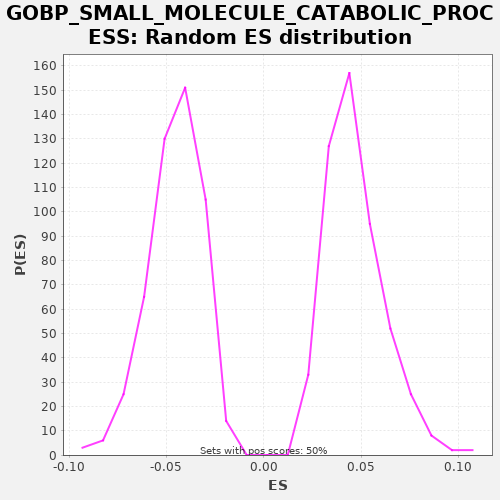 GOBP_SMALL_MOLECULE_CATABOLIC_PROC
ESS: Random ES distribution
160
150
140
130
120
110
100
90
80
70
60
50
40
30
20
10
0
P(ES)
Sets with pos scores: 50%
-0.10 -0.05 0.00 0.05 0.10
ES